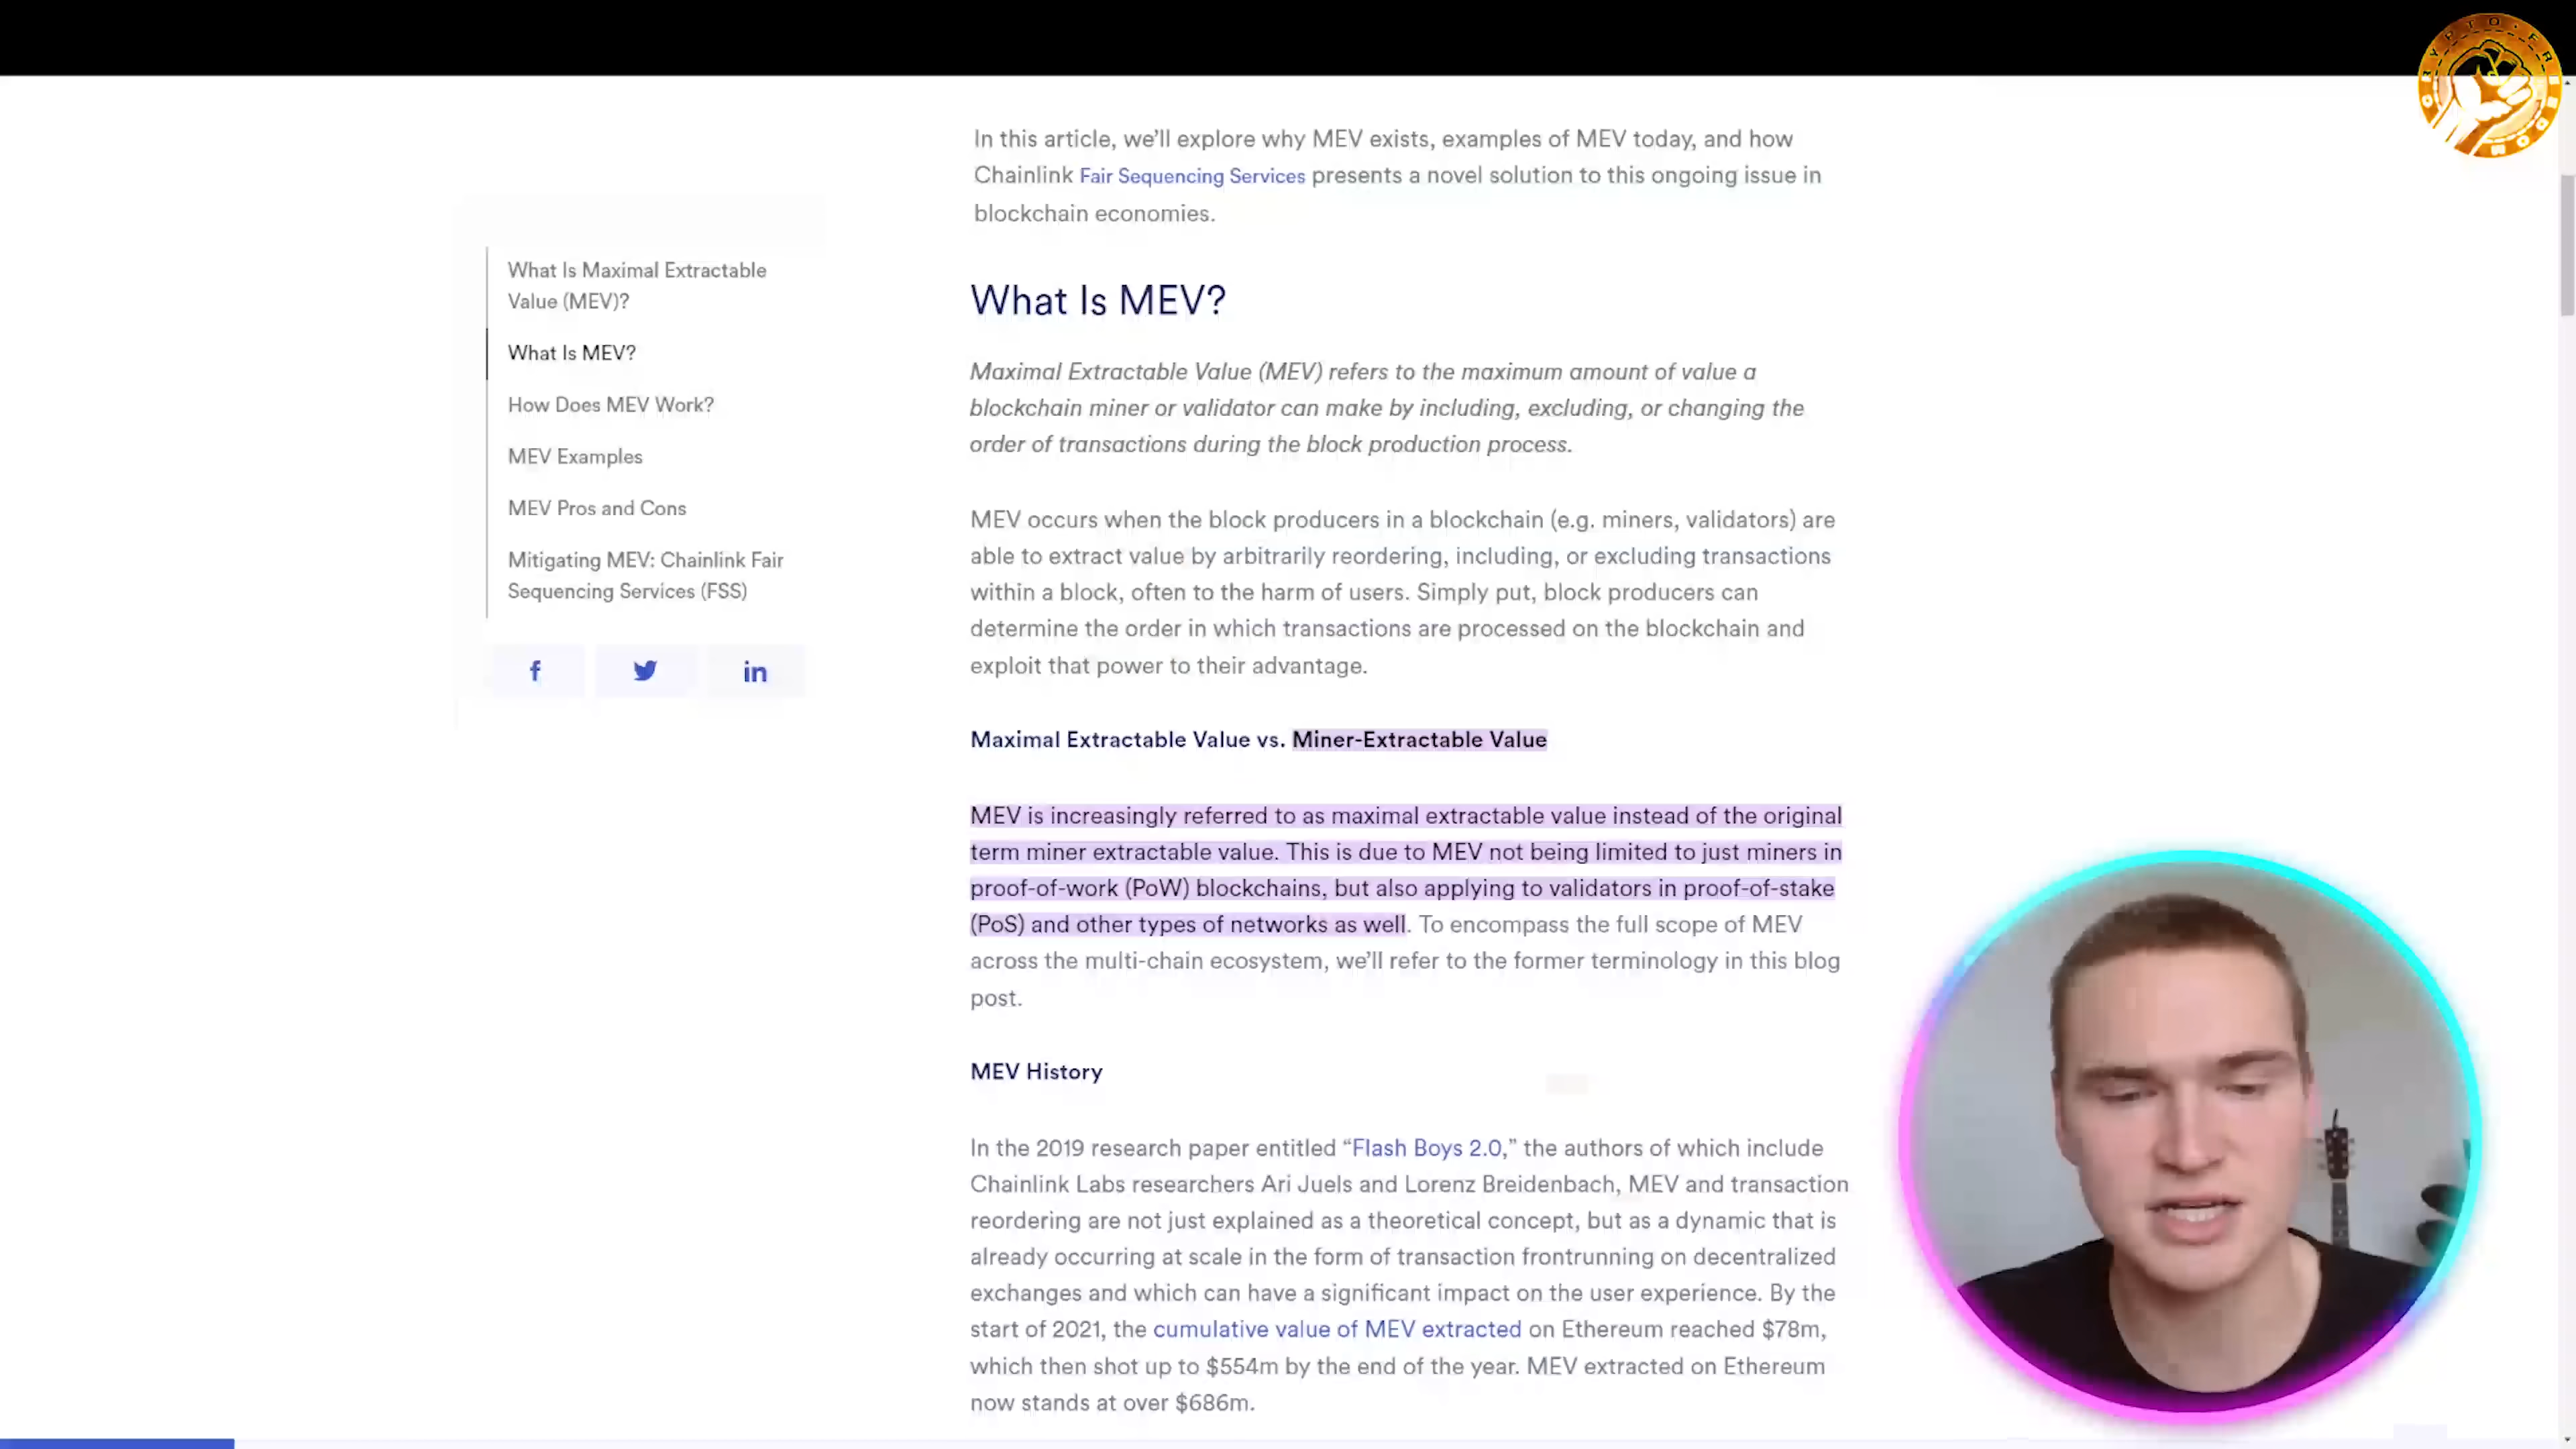 CRYPTO · FREEDOM
In this article, we'll explore why MEV exists, examples of MEV today, and how
Chainlink Fair Sequencing Services presents a novel solution to this ongoing issue in
blockchain economies.
What Is Maximal Extractable
Value (MEV)?
What Is MEV?
How Does MEV Work?
MEV Examples
MEV Pros and Cons
Mitigating MEV: Chainlink Fair
Sequencing Services (FSS)
f
in
What Is MEV?
Maximal Extractable Value (MEV) refers to the maximum amount of value a
blockchain miner or validator can make by including, excluding, or changing the
order of transactions during the block production process.
MEV occurs when the block producers in a blockchain (e.g. miners, validators) are
able to extract value by arbitrarily reordering, including, or excluding transactions
within a block, often to the harm of users. Simply put, block producers can
determine the order in which transactions are processed on the blockchain and
exploit that power to their advantage.
Maximal Extractable Value vs. Miner-Extractable Value
MEV is increasingly referred to as maximal extractable value instead of the original
term miner extractable value. This is due to MEV not being limited to just miners in
proof-of-work (PoW) blockchains, but also applying to validators in proof-of-stake
(PoS) and other types of networks as well. To encompass the full scope of MEV
across the multi-chain ecosystem, we'll refer to the former terminology in this blog
post.
MEV History
In the 2019 research paper entitled “Flash Boys 2.0,” the authors of which include
Chainlink Labs researchers Ari Juels and Lorenz Breidenbach, MEV and transaction
reordering are not just explained as a theoretical concept, but as a dynamic that is
already occurring at scale in the form of transaction frontrunning on decentralized
exchanges and which can have a significant impact on the user experience. By the
start of 2021, the cumulative value of MEV extracted on Ethereum reached $78m,
which then shot up to $554m by the end of the year. MEV extracted on Ethereum
now stands at over $686m.